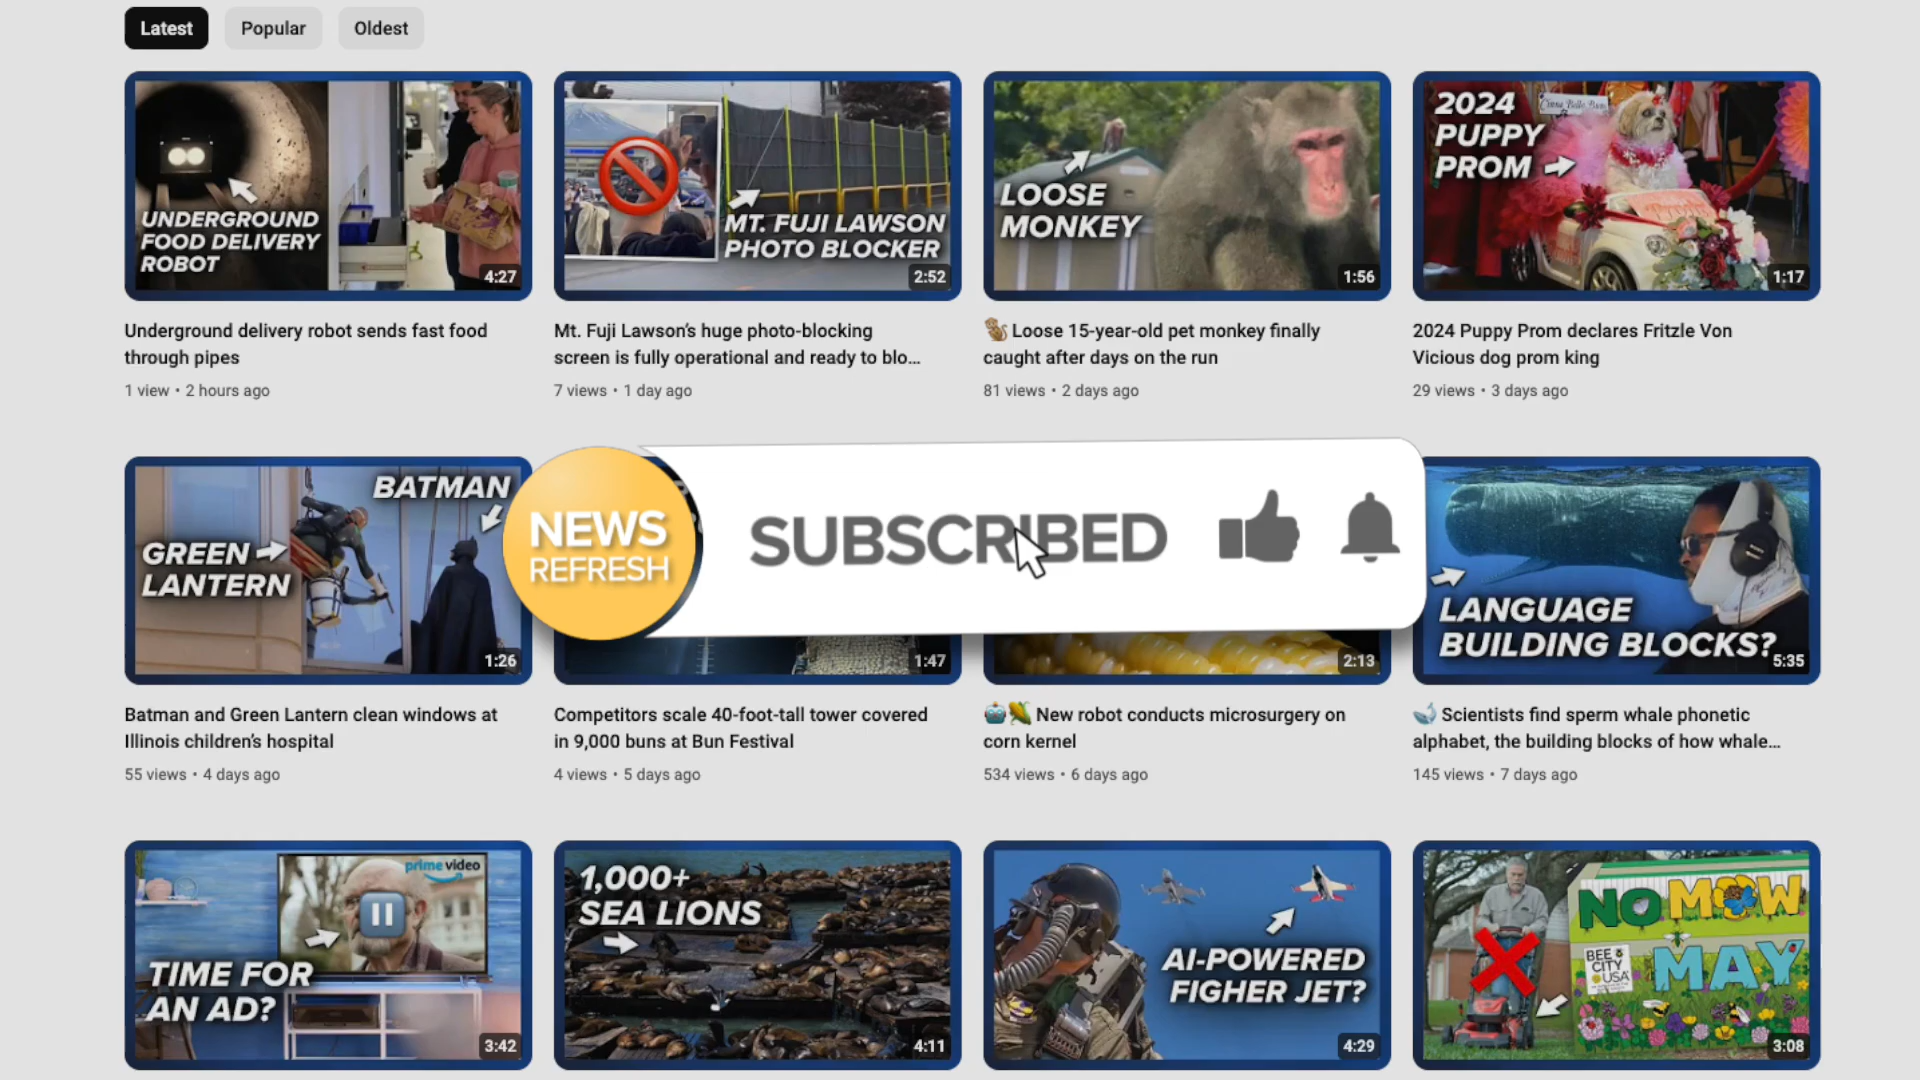 Latest
Popular
Oldest
UNDERGROUND
FOOD DELIVERY
ROBOT
4:27
MT. FUJI LAWSON
PHOTO BLOCKER
2:52
LOOSE
MONKEY
1:56
2024
PUPPY
PROM
1:17
Underground delivery robot sends fast food
through pipes
1 view • 2 hours ago
Mt. Fuji Lawson’s huge photo-blocking
screen is fully operational and ready to blo...
7 views • 1 day ago
Loose 15-year-old pet monkey finally
caught after days on the run
81 views • 2 days ago
2024 Puppy Prom declares Fritzle Von
Vicious dog prom king
29 views • 3 days ago
BATMAN
GREEN
LANTERN
1:26
NEWS
REFRESH
SUBSCRIBED
1:47
2:13
LANGUAGE
BUILDING BLOCKS?
5:35
Batman and Green Lantern clean windows at
Illinois children’s hospital
55 views • 4 days ago
Competitors scale 40-foot-tall tower covered
in 9,000 buns at Bun Festival
4 views • 5 days ago
New robot conducts microsurgery on
corn kernel
534 views • 6 days ago
Scientists find sperm whale phonetic
alphabet, the building blocks of how whale...
145 views • 7 days ago
prime video
TIME FOR
AN AD?
3:42
1,000+
SEA LIONS
4:11
AI-POWERED
FIGHER JET?
4:29
NO MOW
MAY
BEE
CITY
USA
3:08